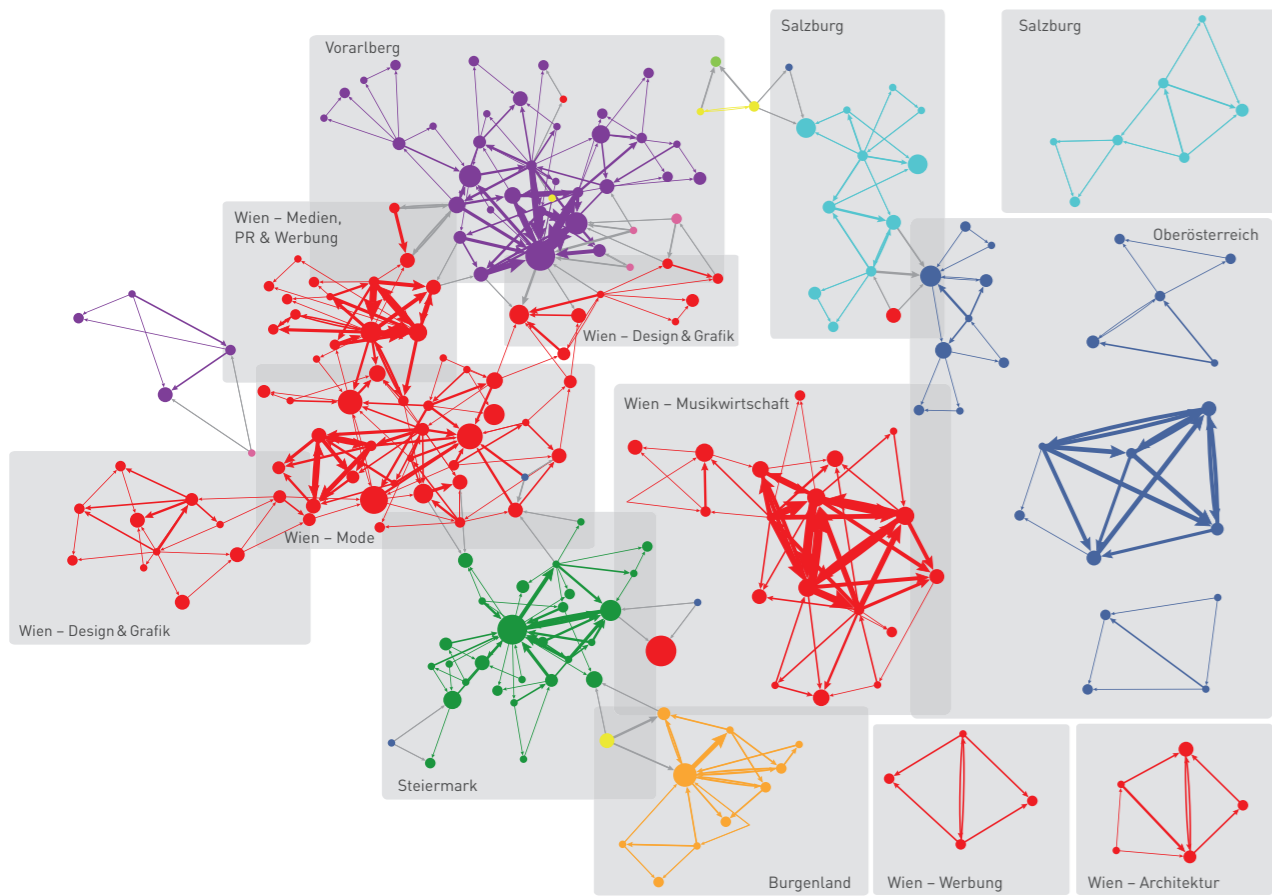 Salzburg
Salzburg
Vorarlberg
Wien – Medien,
PR & Werbung
Oberösterreich
Wien – Design & Grafik
Wien – Musikwirtschaft
Wien – Mode
Wien – Design & Grafik
Steiermark
Burgenland
Wien – Werbung
Wien – Architektur